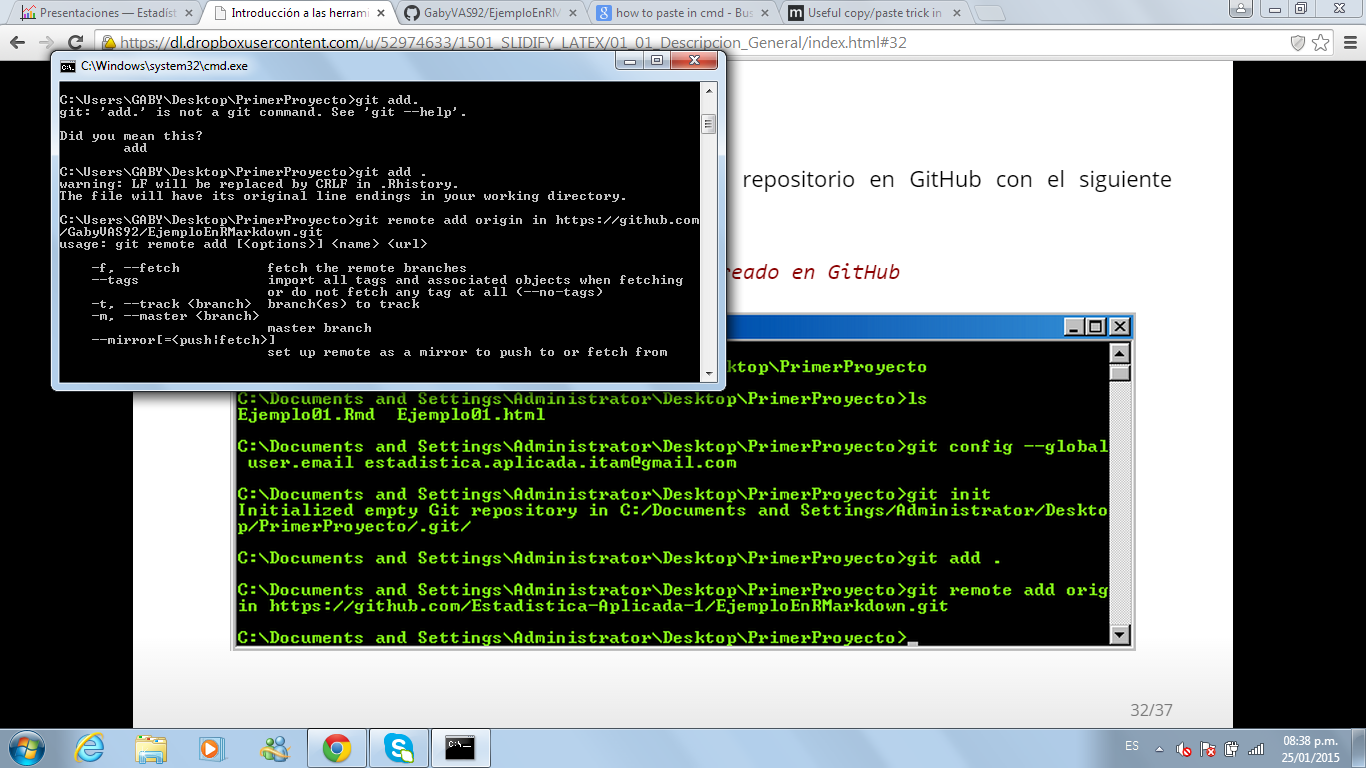 Presentaciones — Estadíst
Introducción a las herrami
GabyVAS92/EjemploEnRM
how to paste in cmd - Bus
Useful copy/paste trick in
https://dl.dropboxusercontent.com/u/52974633/1501_SLIDIFY_LATEX/01_01_Descripcion_General/index.html#32
C:\Windows\system32\cmd.exe
C:\Users\GABY\Desktop\PrimerProyecto>git add.
git: 'add.' is not a git command. See 'git --help'.
Did you mean this?
add
C:\Users\GABY\Desktop\PrimerProyecto>git add .
warning: LF will be replaced by CRLF in .Rhistory.
The file will have its original line endings in your working directory.
C:\Users\GABY\Desktop\PrimerProyecto>git remote add origin in https://github.com
/GabyVAS92/EjemploEnRMarkdown.git
usage: git remote add [<options>] <name> <url>
-f, --fetch fetch the remote branches
--tags import all tags and associated objects when fetching
or do not fetch any tag at all (--no-tags)
-t, --track <branch> branch(es) to track
-m, --master <branch>
master branch
--mirror[=<push|fetch>]
set up remote as a mirror to push to or fetch from
repositorio en GitHub con el siguiente
reado en GitHub
ktop\PrimerProyecto
C:\Documents and Settings\Administrator\Desktop\PrimerProyecto>ls
Ejemplo01.Rmd Ejemplo01.html
C:\Documents and Settings\Administrator\Desktop\PrimerProyecto>git config --global
user.email estadistica.aplicada.itam@gmail.com
C:\Documents and Settings\Administrator\Desktop\PrimerProyecto>git init
Initialized empty Git repository in C:/Documents and Settings/Administrator/Deskto
p/PrimerProyecto/.git/
C:\Documents and Settings\Administrator\Desktop\PrimerProyecto>git add .
C:\Documents and Settings\Administrator\Desktop\PrimerProyecto>git remote add orig
in https://github.com/Estadistica-Aplicada-1/EjemploEnRMarkdown.git
C:\Documents and Settings\Administrator\Desktop\PrimerProyecto>_
32/37
ES
08:38 p.m.
25/01/2015